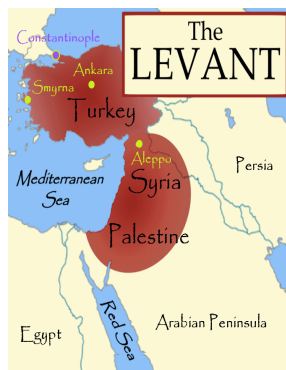 The
LEVANT
Constantinople
Ankara
Smyrna
Turkey
Aleppo
Persia
Mediterranean
Sea
Syria
Palestine
Egypt
Red Sea
Arabian Peninsula